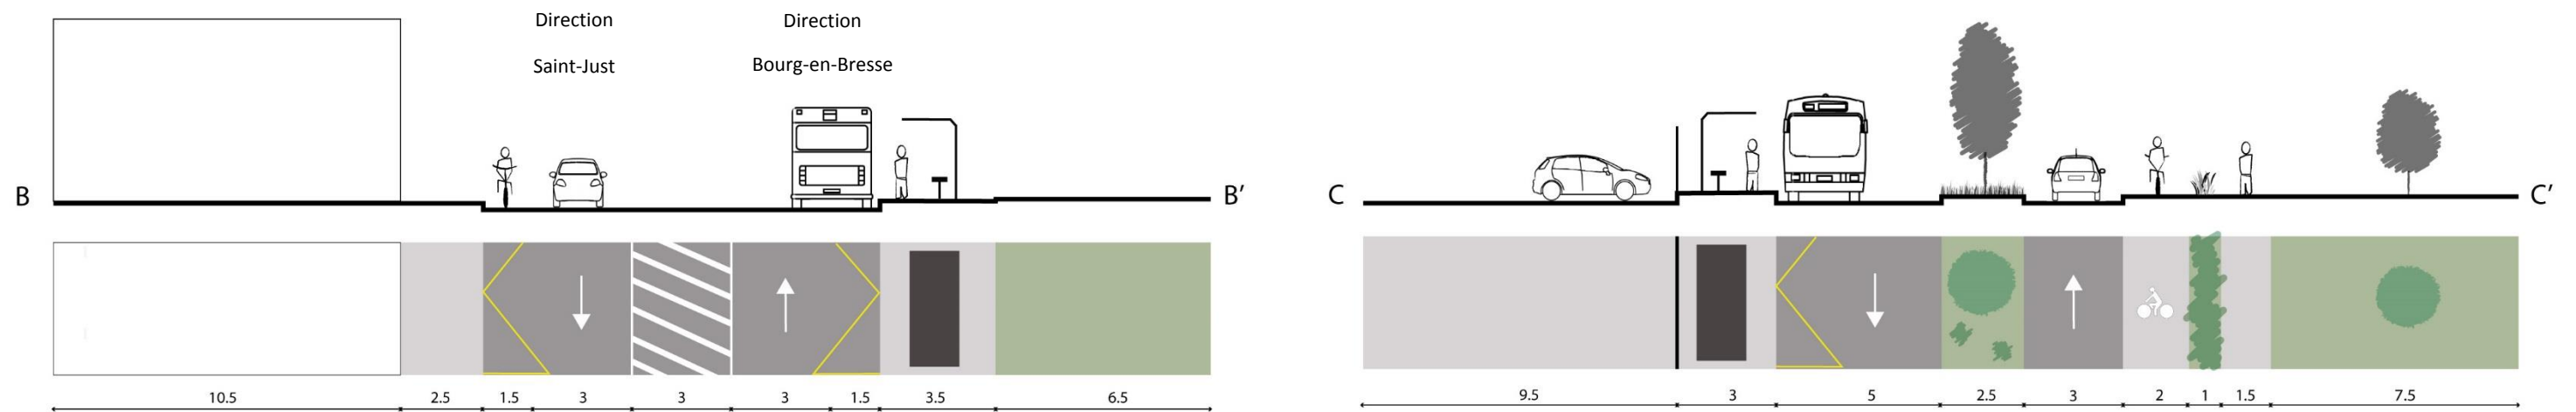 Direction
Saint-Just
Direction
Bourg-en-Bresse
B
B’
10.5 2.5 1.5 3 3 3 1.5 3.5 6.5
C
C’
9.5 3 5 2.5 3 2 1 1.5 7.5